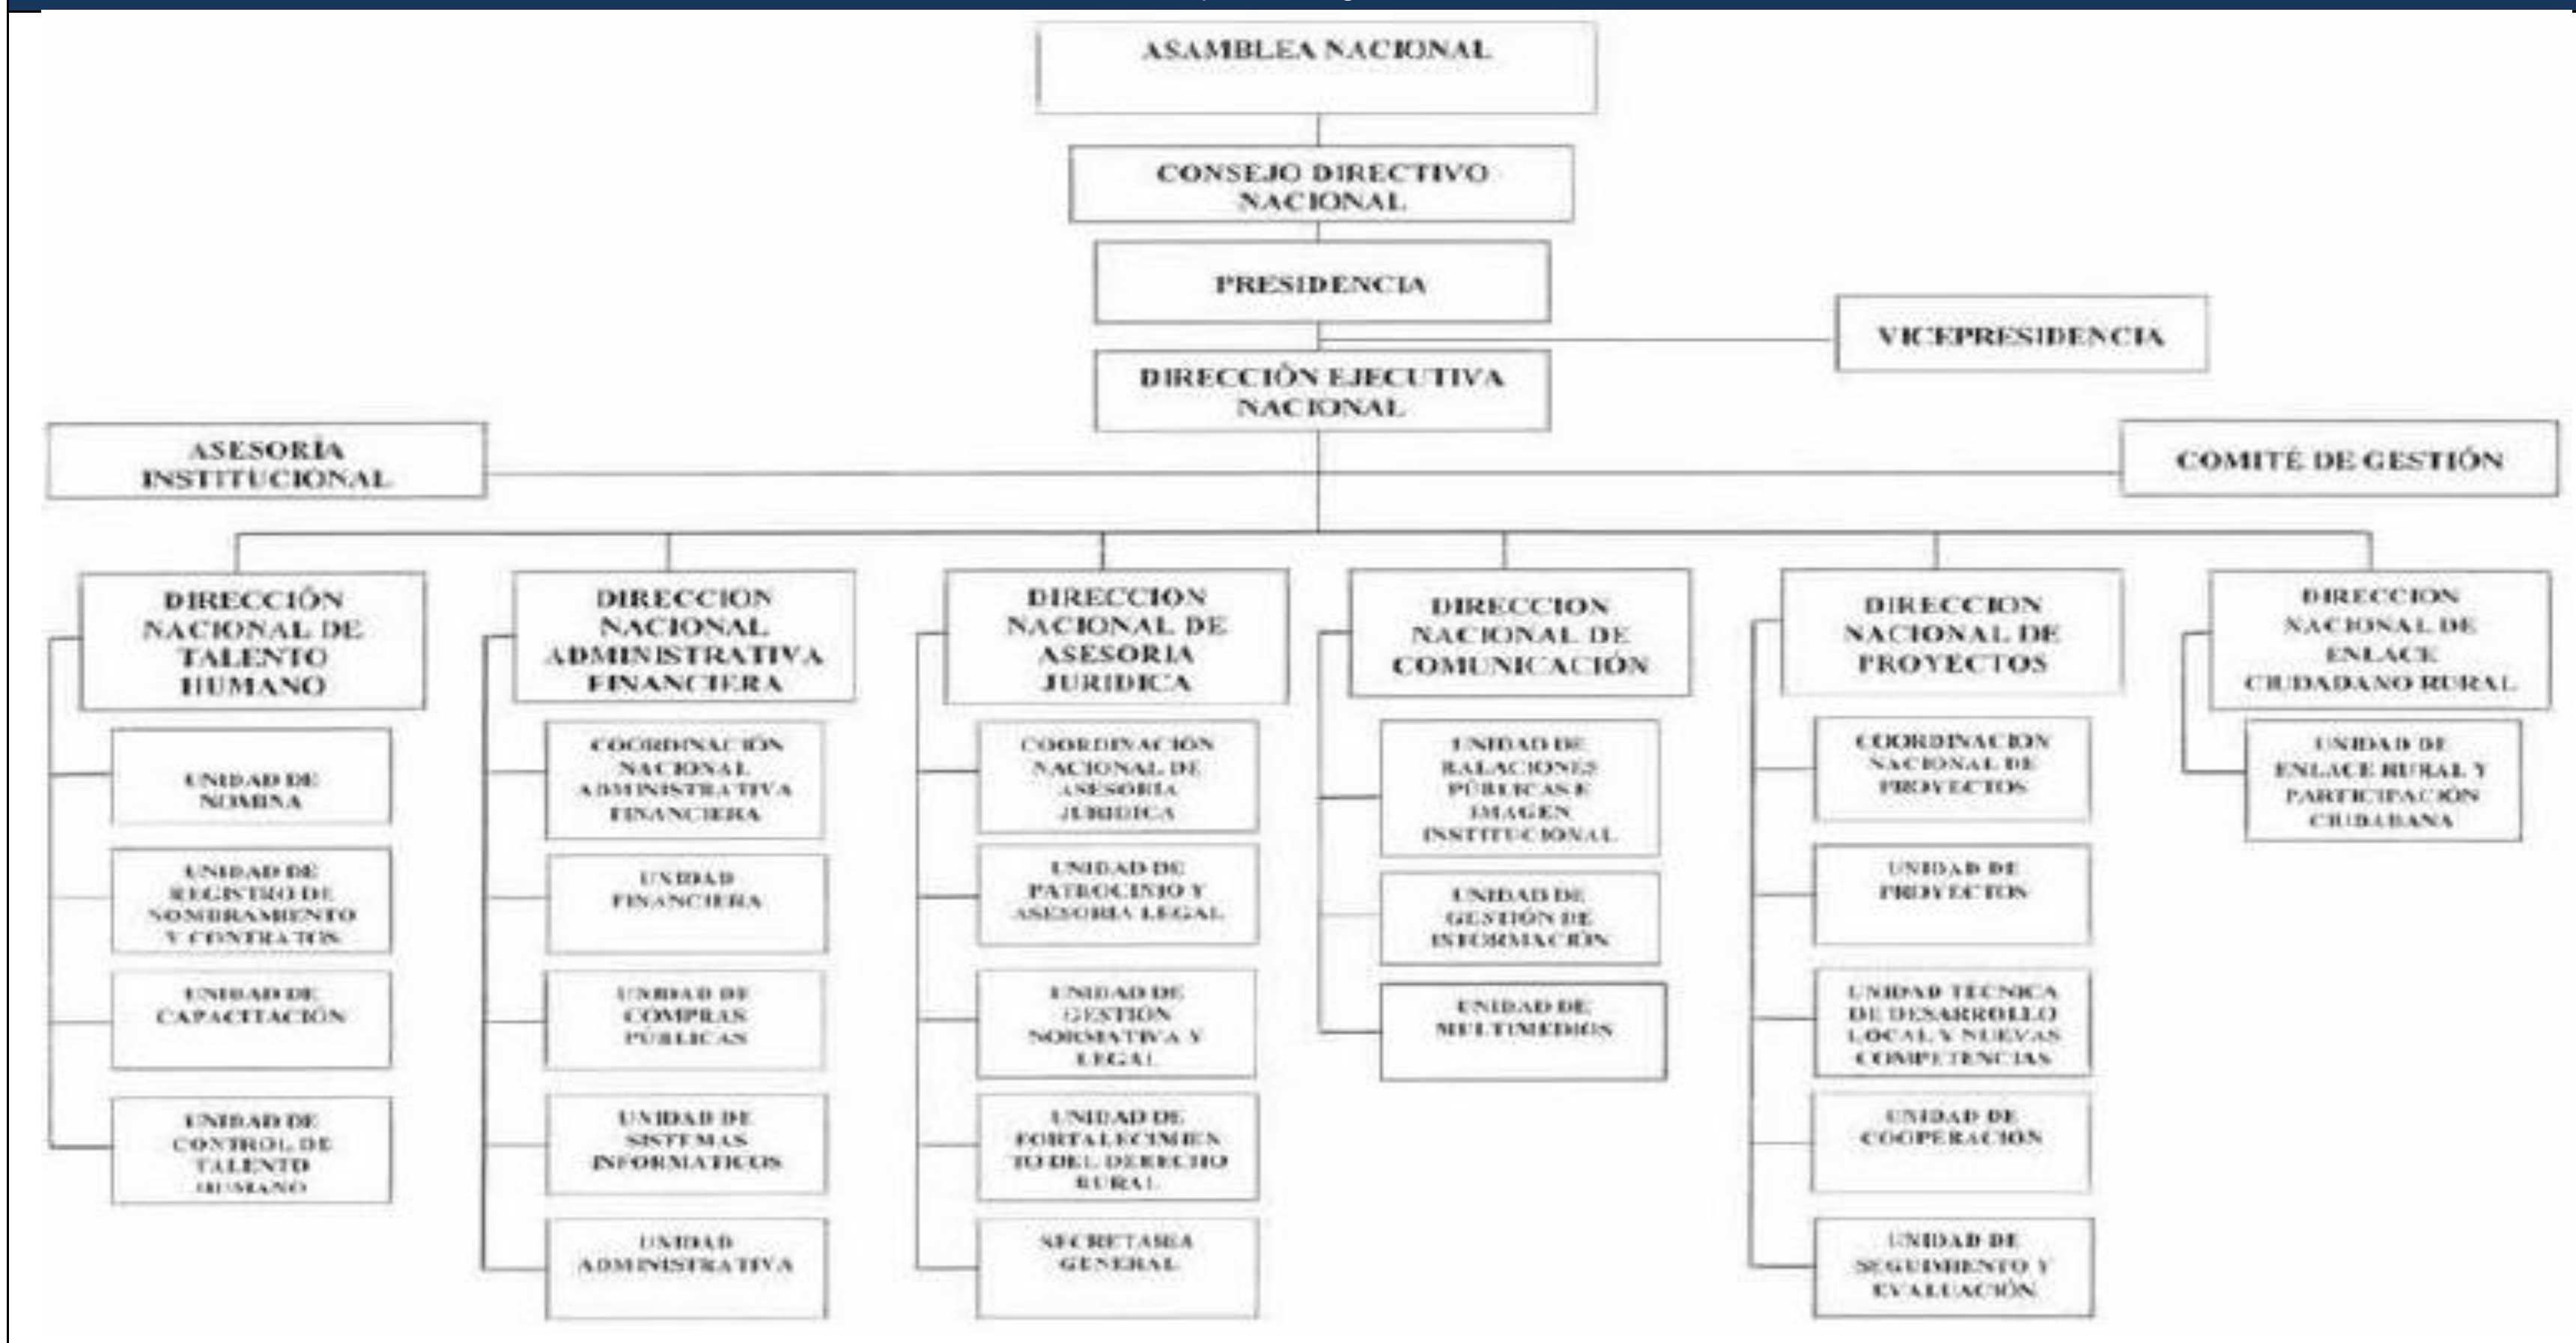 ASAMBLEA NACIONAL
CONSEJO DIRECTIVO
NACIONAL
PRESIDENCIA
VICEPRESIDENCIA
DIRECCIÓN EJECUTIVA
NACIONAL
ASESORÍA
INSTITUCIONAL
COMITÉ DE GESTIÓN
DIRECCIÓN
NACIONAL DE
TALENTO
HUMANO
UNIDAD DE
NOMINA
UNIDAD DE
REGISTRO DE
NOMBRAMIENTO
Y CONTRATOS
UNIDAD DE
CAPACITACIÓN
UNIDAD DE
CONTROL DE
TALENTO
HUMANO
DIRECCION
NACIONAL
ADMINISTRATIVA
FINANCIERA
COORDINACIÓN
NACIONAL
ADMINISTRATIVA
FINANCIERA
UNIDAD
FINANCIERA
UNIDAD DE
COMPRAS
PÚBLICAS
UNIDAD DE
SISTEMAS
INFORMATICOS
UNIDAD
ADMINISTRATIVA
DIRECCION
NACIONAL DE
ASESORIA
JURIDICA
COORDINACIÓN
NACIONAL DE
ASESORÍA
JURIDICA
UNIDAD DE
PATROCINIO Y
ASESORIA LEGAL
UNIDAD DE
GESTIÓN
NORMATIVA Y
LEGAL
UNIDAD DE
FORTALECIMIEN
TO DEL DERECHO
RURAL
SECRETARIA
GENERAL
DIRECCION
NACIONAL DE
COMUNICACIÓN
UNIDAD DE
RALACIONES
PÚBLICAS E
IMAGEN
INSTITUCIONAL
UNIDAD DE
GESTIÓN DE
INFORMACIÓN
UNIDAD DE
MULTIMEDIOS
DIRECCION
NACIONAL DE
PROYECTOS
COORDINACION
NACIONAL DE
PROYECTOS
UNIDAD DE
PROYECTOS
UNIDAD TECNICA
DE DESARROLLO
LOCAL Y NUEVAS
COMPETENCIAS
UNIDAD DE
COOPERACION
UNIDAD DE
SEGUIMIENTO Y
EVALUACIÓN
DIRECCION
NACIONAL DE
ENLACE
CIUDADANO RURAL
UNIDAD DE
ENLACE RURAL Y
PARTICIPACIÓN
CIUDADANA